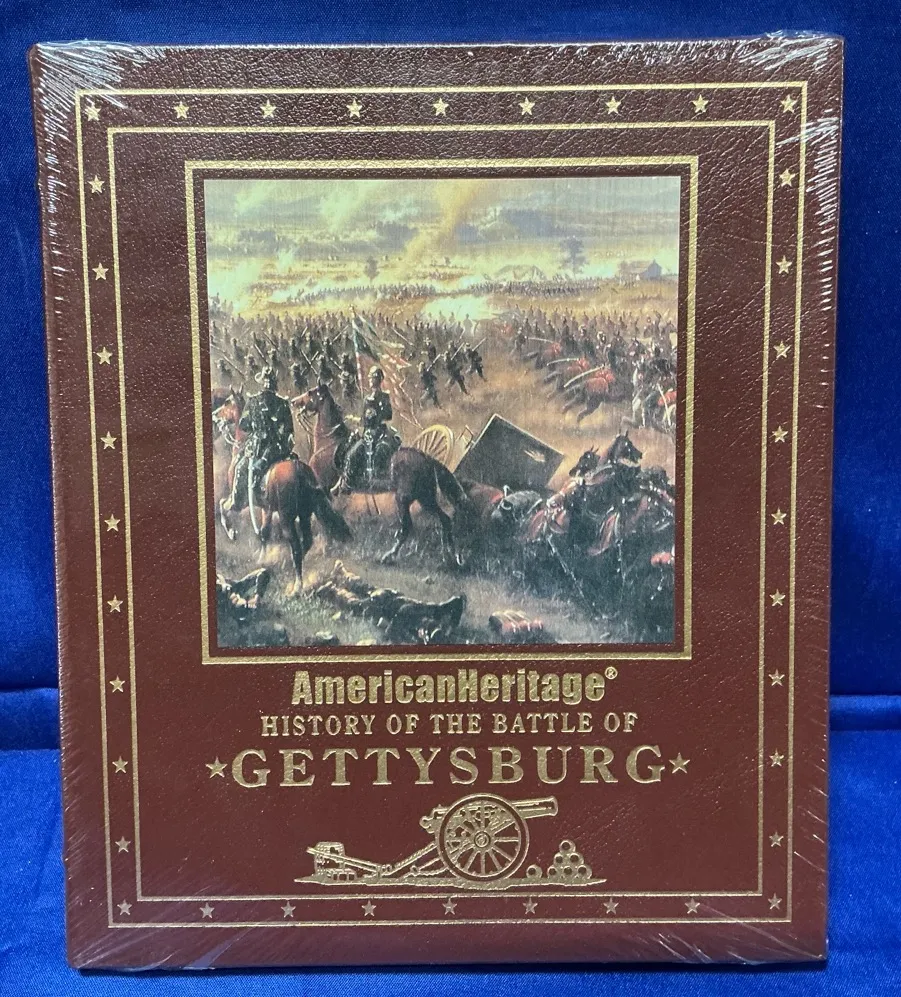 AmericanHeritage®
HISTORY OF THE BATTLE OF
GETTYSBURG